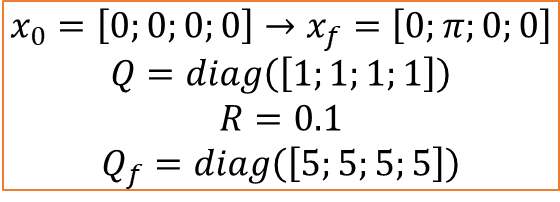 x₀ = [0; 0; 0; 0] → x_f = [0; π; 0; 0]
Q = diag([1; 1; 1; 1])
R = 0.1
Q_f = diag([5; 5; 5; 5])